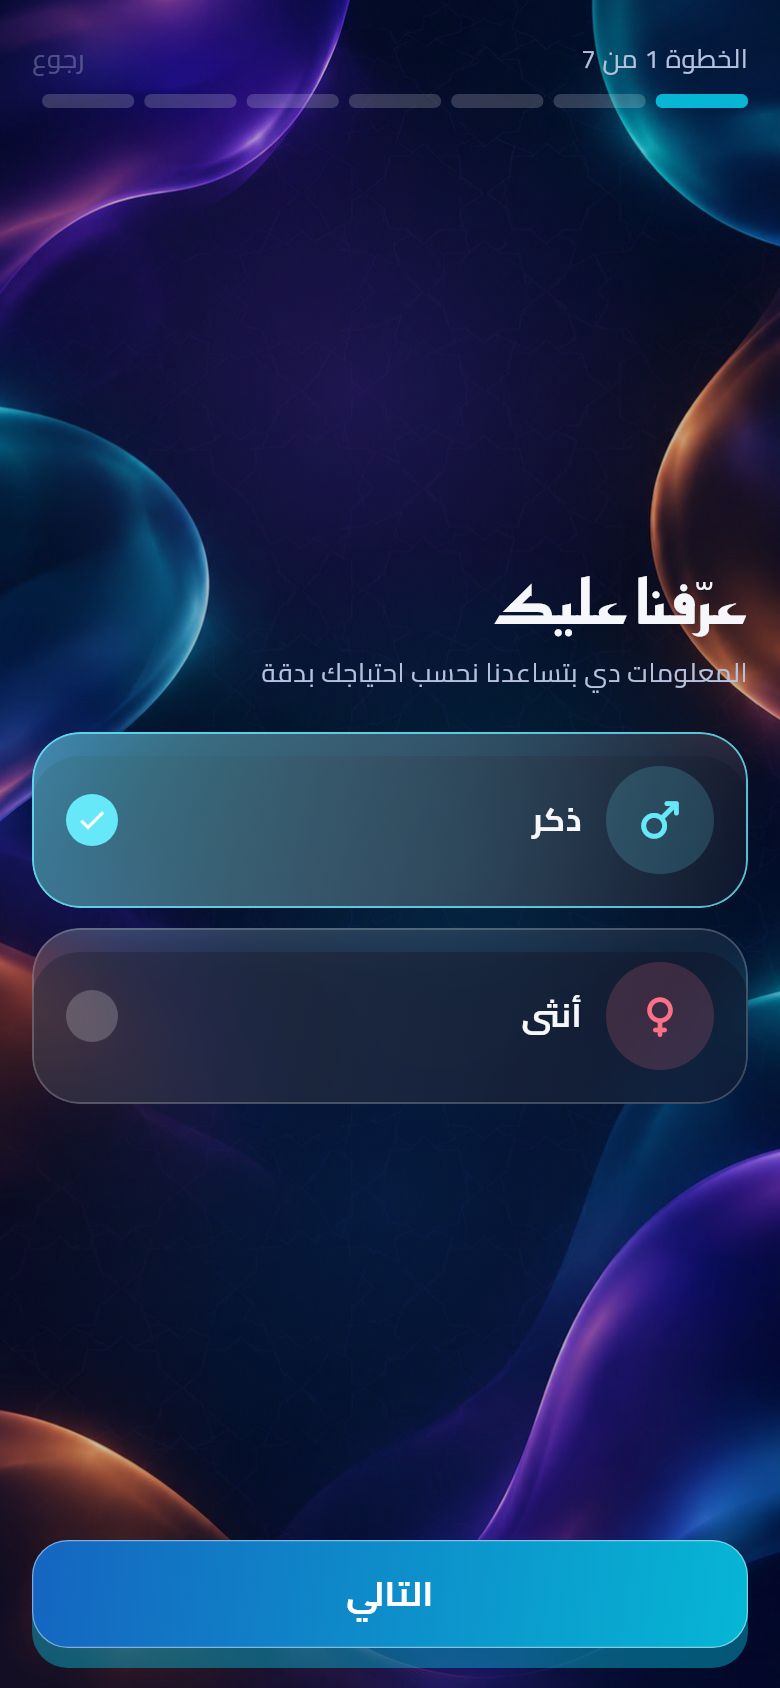 الخطوة 1 من 7
رجوع
عرّفنا عليك
المعلومات دي بتساعدنا نحسب احتياجك بدقة
ذكر
أنثى
التالي